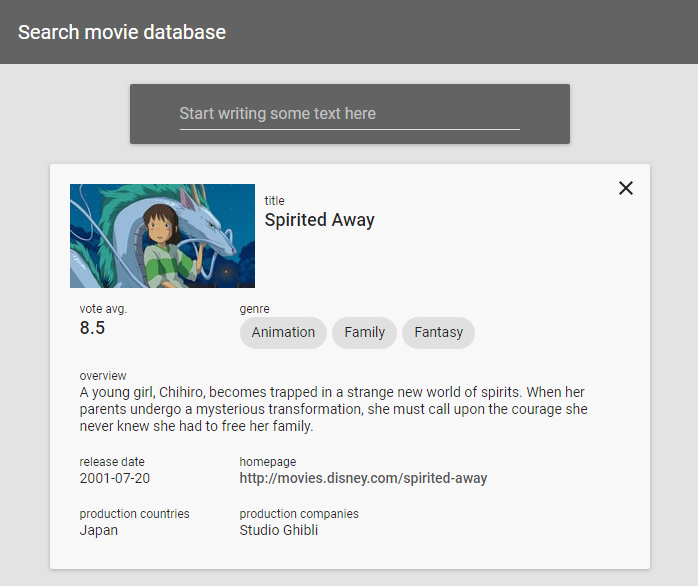 Search movie database
Start writing some text here
title
Spirited Away
vote avg.
8.5
genre
Animation Family Fantasy
overview
A young girl, Chihiro, becomes trapped in a strange new world of spirits. When her
parents undergo a mysterious transformation, she must call upon the courage she
never knew she had to free her family.
release date
2001-07-20
homepage
http://movies.disney.com/spirited-away
production countries
Japan
production companies
Studio Ghibli